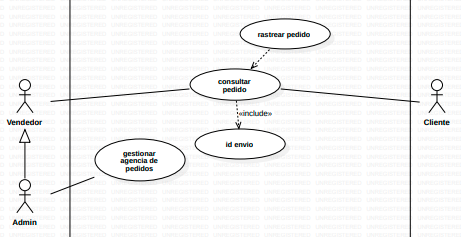 rastrear pedido
consultar
pedido
Vendedor
«include»
Cliente
id envio
gestionar
agencia de
pedidos
Admin